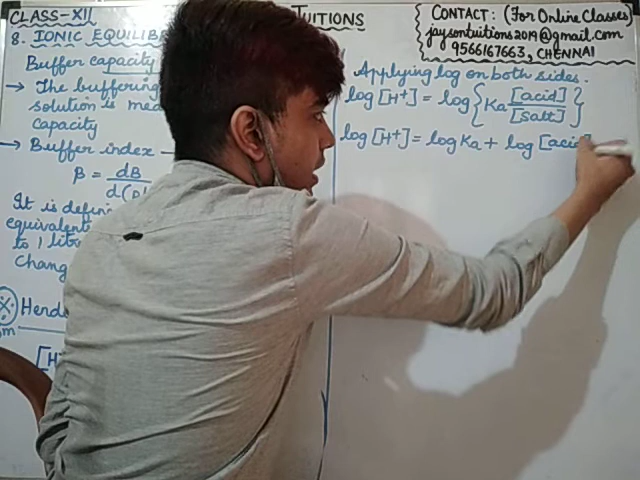 CLASS-XII
TUITIONS
CONTACT: (For Online Classes)
jaysontuitions2019@gmail.com
9566167663, CHENNAI
8. IONIC EQUILIB
Buffer capacity
→ The buffering
solution is mea
capacity
→ Buffer index -
β = dB
d(p
It is defin
equivalent
to 1 litr
Chang
Hende
[H
Applying log on both sides.
log [H⁺] = log { Ka [acid] / [Salt] }
log [H⁺] = log Ka + log [acid]